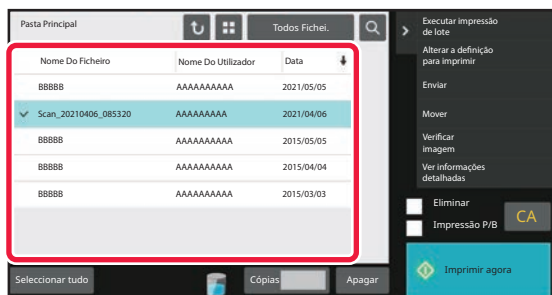 Pasta Principal
Todos Fichei.
Nome Do Ficheiro Nome Do Utilizador Data
BBBBB AAAAAAAAAA 2021/05/05
Scan_20210406_085320 AAAAAAAAA 2021/04/06
BBBBB AAAAAAAAAA 2015/05/05
BBBBB AAAAAAAAAA 2015/04/04
BBBBB AAAAAAAAAA 2015/03/03
Seleccionar tudo
Cópias
Apagar
Executar impressão
de lote
Alterar a definição
para imprimir
Enviar
Mover
Verificar
imagem
Ver informações
detalhadas
Eliminar
Impressão P/B
CA
Imprimir agora